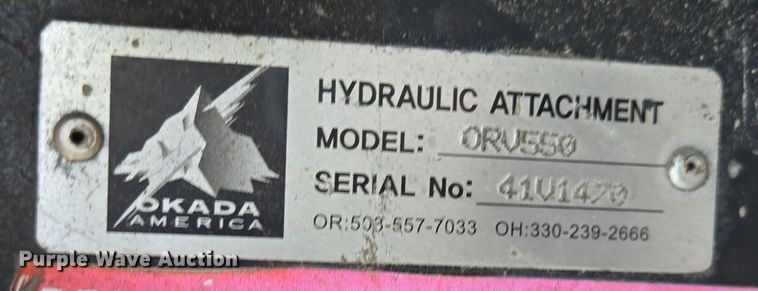 HYDRAULIC ATTACHMENT
MODEL: ORV550
SERIAL No: 41V1470
OR:503-557-7033 OH:330-239-2666
OKADA
AMERICA
Purple Wave Auction